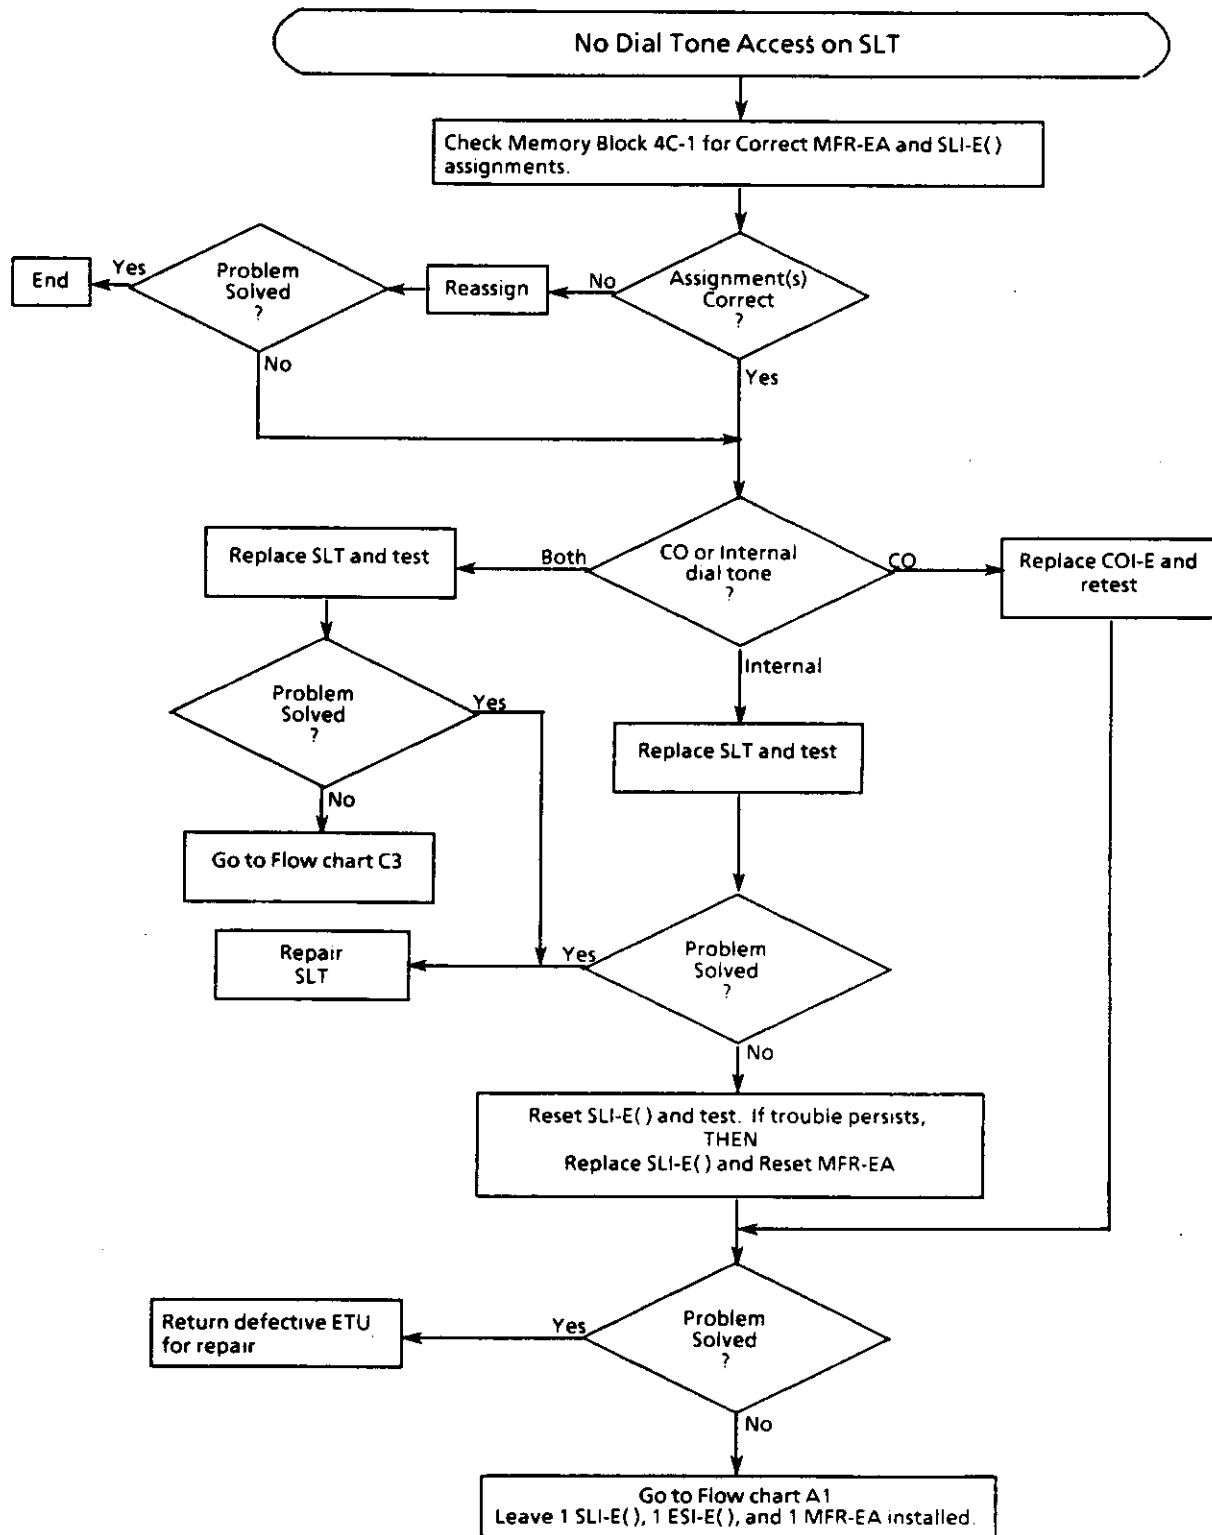 No Dial Tone Access on SLT
Check Memory Block 4C-1 for Correct MFR-EA and SLI-E( )
assignments.
End
Yes
Problem
Solved
?
Reassign
No
Assignment(s)
Correct
?
No
Yes
Replace SLT and test
Both
CO or Internal
dial tone
?
CO
Replace COI-E and
retest
Internal
Problem
Solved
?
Yes
Replace SLT and test
No
Go to Flow chart C3
Repair
SLT
Yes
Problem
Solved
?
No
Reset SLI-E( ) and test. If trouble persists,
THEN
Replace SLI-E( ) and Reset MFR-EA
Return defective ETU
for repair
Yes
Problem
Solved
?
No
Go to Flow chart A1
Leave 1 SLI-E( ), 1 ESI-E( ), and 1 MFR-EA installed.